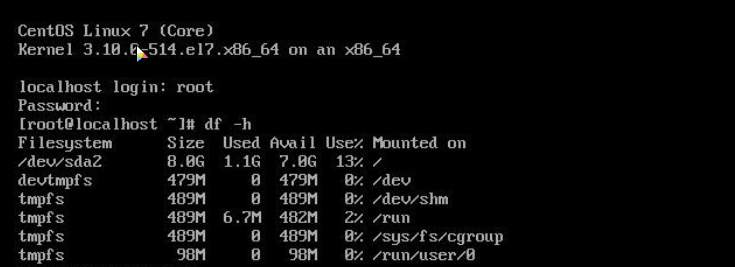 CentOS Linux 7 (Core)
Kernel 3.10.0-514.el7.x86_64 on an x86_64
localhost login: root
Password:
[root@localhost ~]# df -h
Filesystem Size Used Avail Use% Mounted on
/dev/sda2 8.0G 1.1G 7.0G 13% /
devtmpfs 479M 0 479M 0% /dev
tmpfs 489M 0 489M 0% /dev/shm
tmpfs 489M 6.7M 482M 2% /run
tmpfs 489M 0 489M 0% /sys/fs/cgroup
tmpfs 98M 0 98M 0% /run/user/0